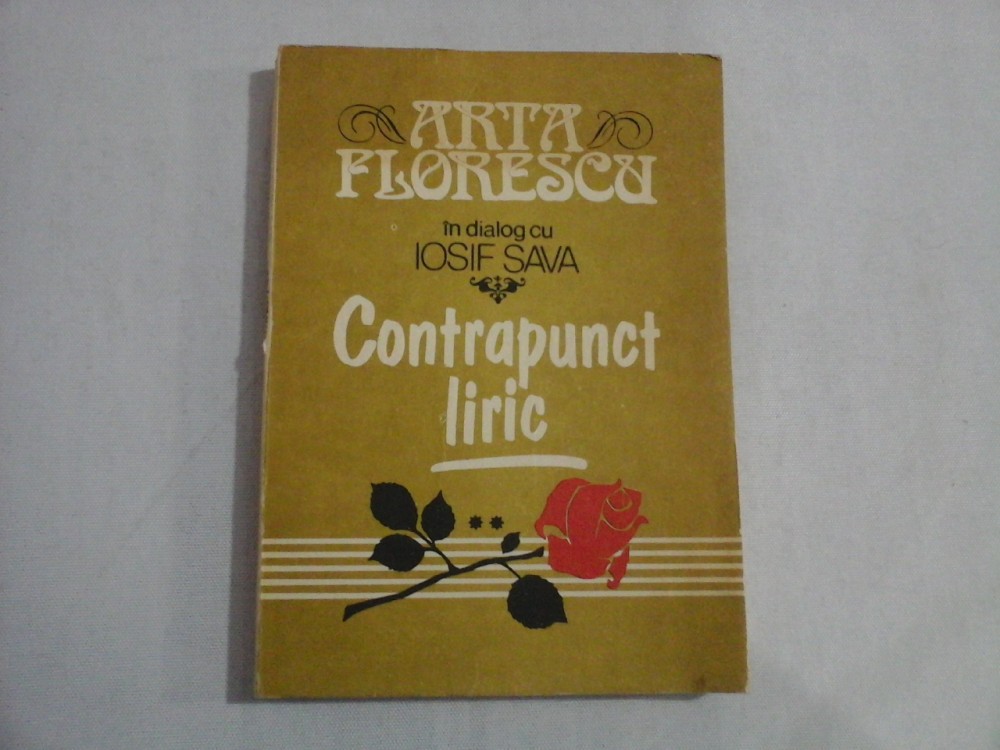 ARTA
FLORESCU
în dialog cu
IOSIF SAVA
Contrapunct
liric
**